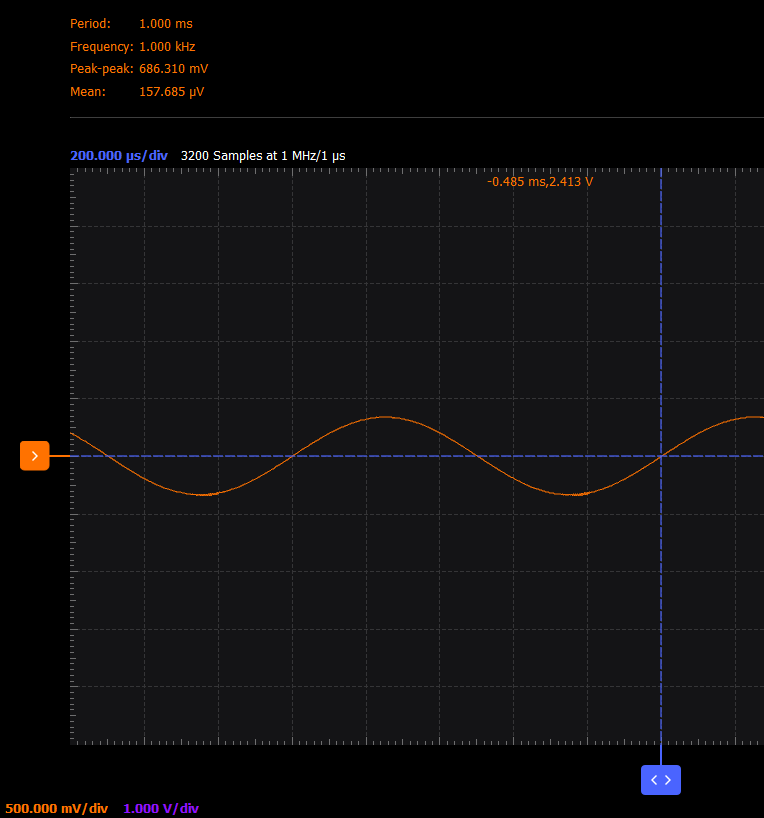 Period: 1.000 ms
Frequency: 1.000 kHz
Peak-peak: 686.310 mV
Mean: 157.685 µV
200.000 µs/div 3200 Samples at 1 MHz/1 µs
-0.485 ms,2.413 V
500.000 mV/div 1.000 V/div